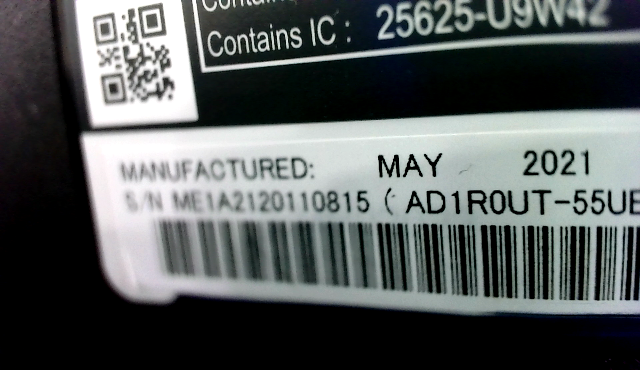 Contains IC : 25625-U9W42
MANUFACTURED: MAY 2021
S/N ME1A2120110815 ( AD1R0UT-55UE